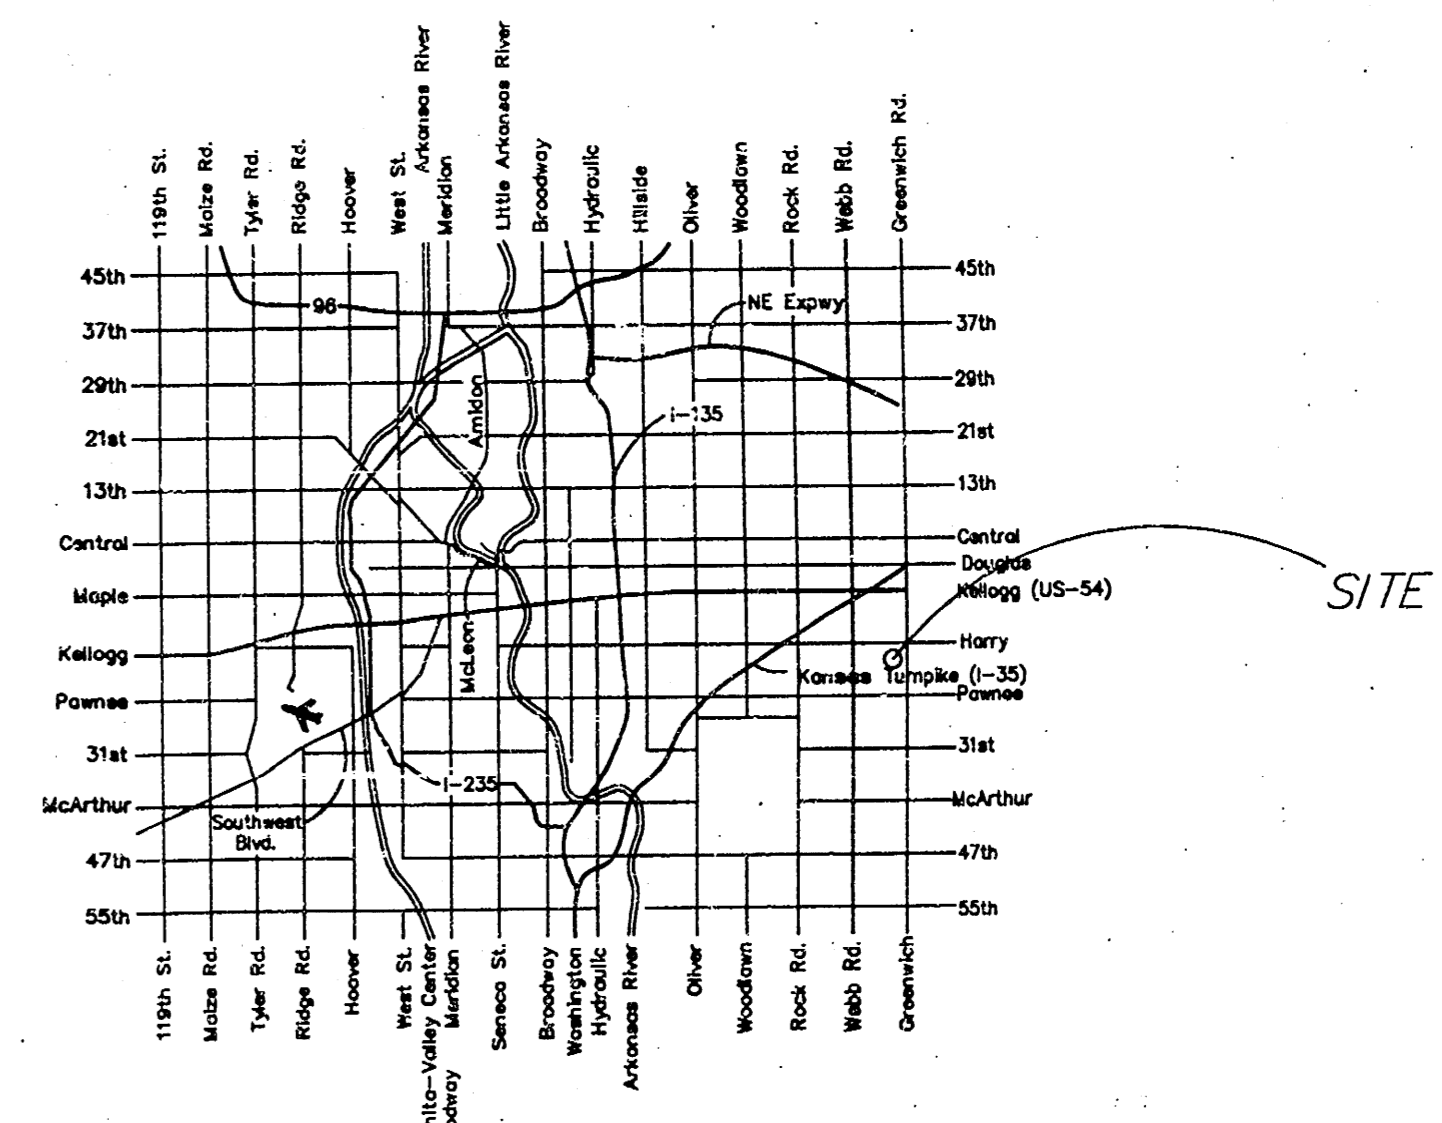 119th St.
Maize Rd.
Tyler Rd.
Ridge Rd.
Hoover
West St.
Arkansas River
Meridian
Little Arkansas River
Broadway
Hydraulic
Hillside
Oliver
Woodlawn
Rock Rd.
Webb Rd.
Greenwich Rd.
45th
45th
96
NE Expwy
37th
37th
29th
Amidon
29th
I-135
21st
21st
13th
13th
Central
Central
Douglas
Maple
Kellogg (US-54)
SITE
McLean
Harry
Kellogg
Kansas Turnpike (I-35)
Pawnee
Pawnee
31st
31st
I-235
McArthur
McArthur
Southwest
Blvd.
47th
47th
55th
55th
119th St.
Maize Rd.
Tyler Rd.
Ridge Rd.
Hoover
West St.
hita-Valley Center
odway
Meridian
Seneca St.
Broadway
Washington
Hydraulic
Arkansas River
Oliver
Woodlawn
Rock Rd.
Webb Rd.
Greenwich